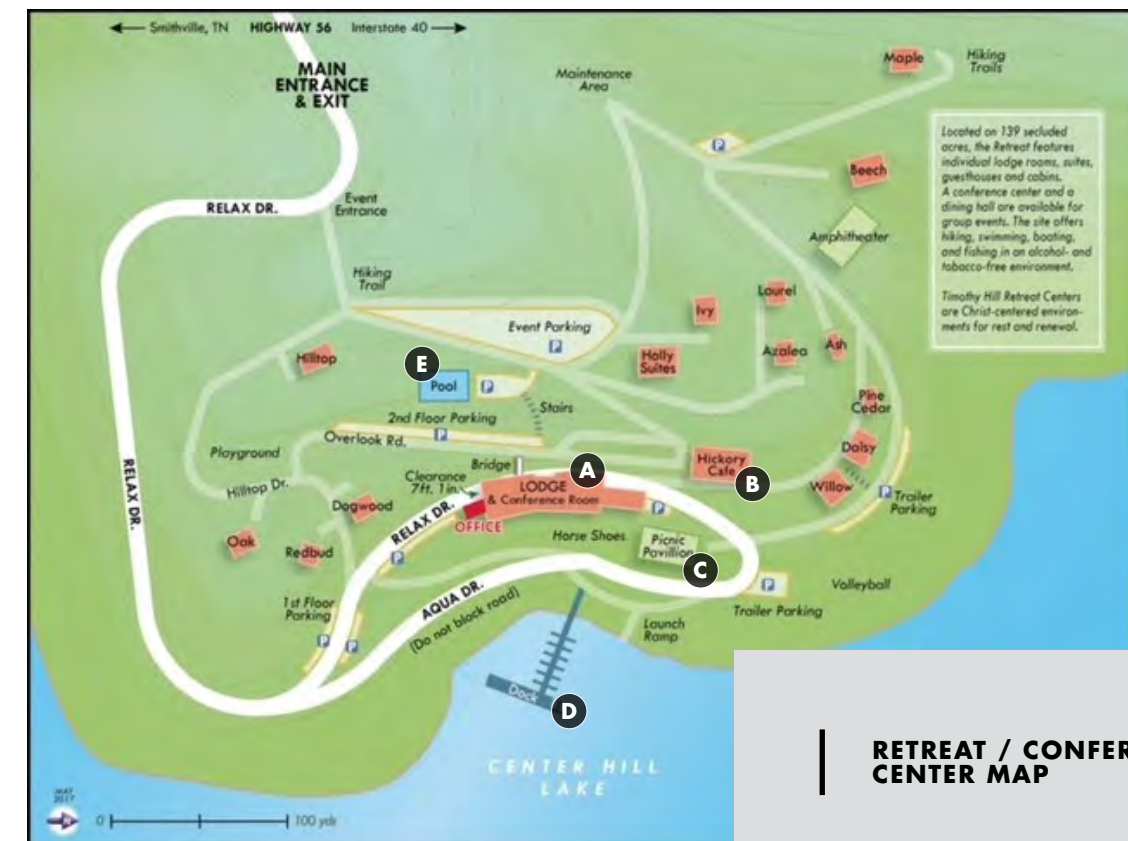 Smithville, TN HIGHWAY 56 Interstate 40
MAIN
ENTRANCE
& EXIT
Maintenance
Area
Maple
Hiking
Trails
Located on 139 secluded
acres, the Retreat features
individual lodge rooms, suites,
guesthouses and cabins.
A conference center and a
dining hall are available for
group events. The site offers
hiking, swimming, boating,
and fishing in an alcohol- and
tobacco-free environment.
Timothy Hill Retreat Centers
are Christ-centered environ-
ments for rest and renewal.
P
Beech
RELAX DR.
Event
Entrance
Amphitheater
Hiking
Trail
Laurel
Ivy
Event Parking
P
Hilltop
Holly
Suites
Azalea
Ash
E
Pool
P
Pine
Cedar
Stairs
2nd Floor Parking
P
Overlook Rd.
Playground
Daisy
Bridge
Hickory
Cafe
B
A
Clearance
7ft. 1in.
LODGE
& Conference Room
P
Willow
P
Trailer
Parking
RELAX DR.
Hilltop Dr.
Dogwood
RELAX DR.
OFFICE
Horse Shoes
Picnic
Pavillion
C
Oak
Redbud
P
P
Volleyball
Trailer Parking
1st Floor
Parking
P
P
AQUA DR.
(Do not block road)
Launch
Ramp
Dock
D
CENTER HILL
LAKE
MAY
2017
N
0 100 yds
RETREAT / CONFER
CENTER MAP